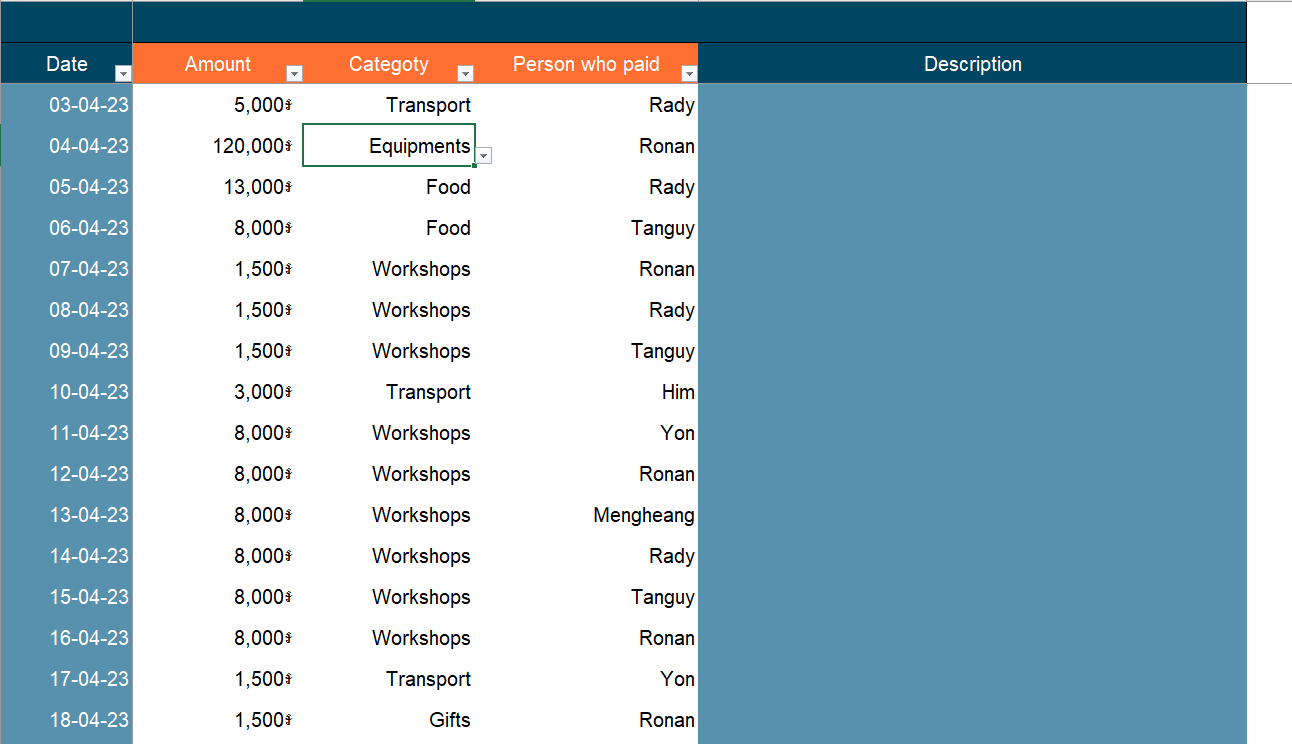 Date Amount Categoty Person who paid Description
03-04-23 5,000៛ Transport Rady
04-04-23 120,000៛ Equipments Ronan
05-04-23 13,000៛ Food Rady
06-04-23 8,000៛ Food Tanguy
07-04-23 1,500៛ Workshops Ronan
08-04-23 1,500៛ Workshops Rady
09-04-23 1,500៛ Workshops Tanguy
10-04-23 3,000៛ Transport Him
11-04-23 8,000៛ Workshops Yon
12-04-23 8,000៛ Workshops Ronan
13-04-23 8,000៛ Workshops Mengheang
14-04-23 8,000៛ Workshops Rady
15-04-23 8,000៛ Workshops Tanguy
16-04-23 8,000៛ Workshops Ronan
17-04-23 1,500៛ Transport Yon
18-04-23 1,500៛ Gifts Ronan